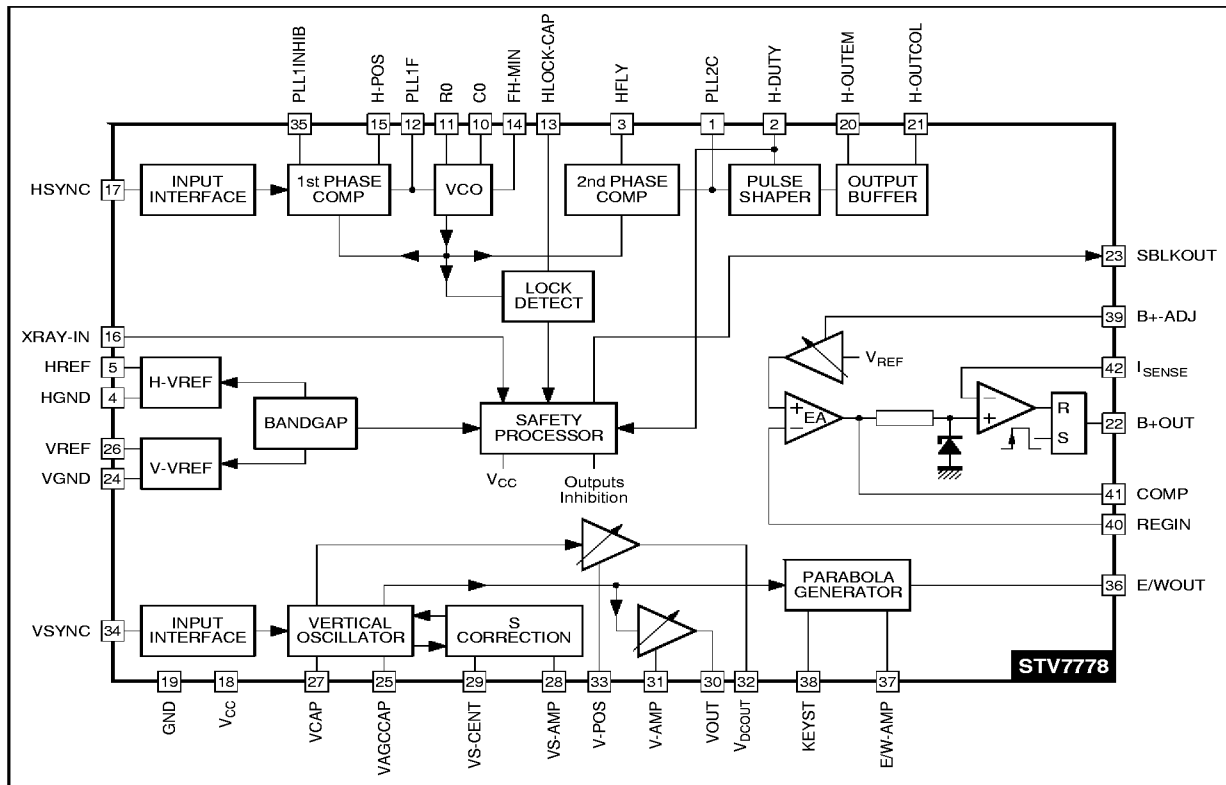 PLL1INHIB
H-POS
PLL1F
R0
C0
FH-MIN
HLOCK-CAP
HFLY
PLL2C
H-DUTY
H-OUTEM
H-OUTCOL
35
15
12
11
10
14
13
3
1
2
20
21
HSYNC
17
INPUT
INTERFACE
1st PHASE
COMP
VCO
2nd PHASE
COMP
PULSE
SHAPER
OUTPUT
BUFFER
LOCK
DETECT
23
SBLKOUT
XRAY-IN
16
39
B+-ADJ
HREF
5
H-VREF
VREF
42
ISENSE
HGND
4
BANDGAP
SAFETY
PROCESSOR
+
EA
−
−
+
R
S
22
B+OUT
VREF
26
V-VREF
VGND
24
VCC
Outputs
Inhibition
41
COMP
40
REGIN
PARABOLA
GENERATOR
36
E/WOUT
VSYNC
34
INPUT
INTERFACE
VERTICAL
OSCILLATOR
S
CORRECTION
STV7778
19
18
27
25
29
28
33
31
30
32
38
37
GND
VCC
VCAP
VAGCCAP
VS-CENT
VS-AMP
V-POS
V-AMP
VOUT
VDCOUT
KEYST
E/W-AMP